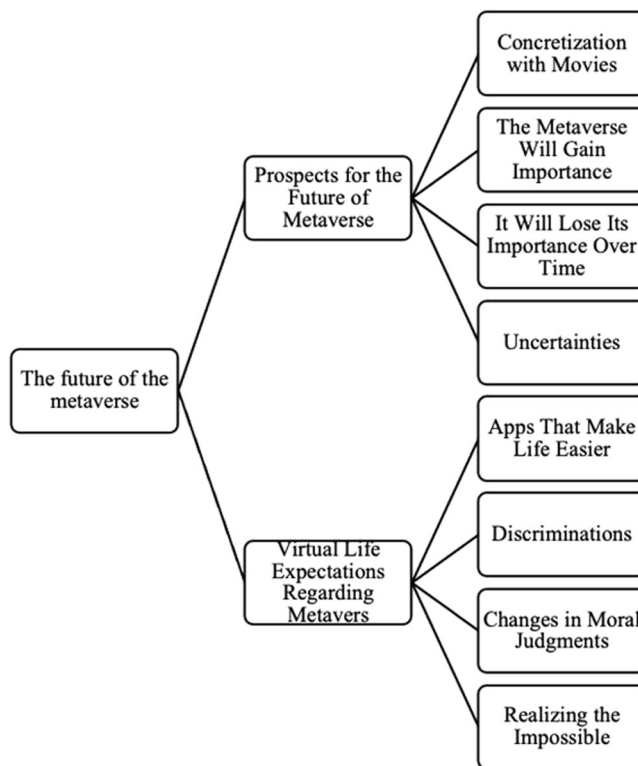 Concretization
with Movies
The Metaverse
Will Gain
Importance
Prospects for the
Future of
Metaverse
It Will Lose Its
Importance Over
Time
Uncertainties
The future of the
metaverse
Apps That Make
Life Easier
Virtual Life
Expectations
Regarding
Metavers
Discriminations
Changes in Moral
Judgments
Realizing the
Impossible